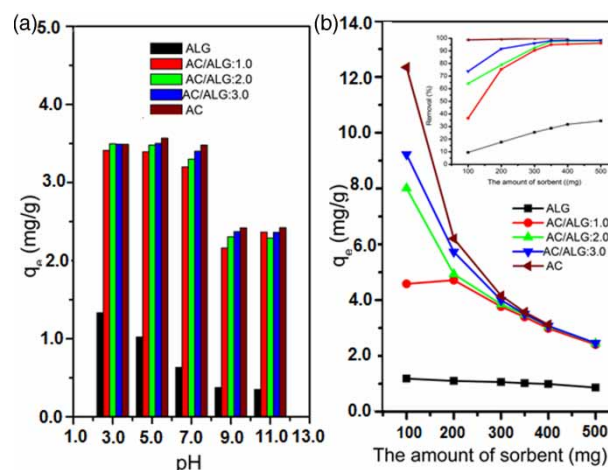 (a)
5.0
4.0
3.0
2.0
1.0
0.0
qe (mg/g)
ALG
AC/ALG:1.0
AC/ALG:2.0
AC/ALG:3.0
AC
1.0 3.0 5.0 7.0 9.0 11.0 13.0
pH
(b)
14.0
12.0
10.0
8.0
6.0
4.0
2.0
0.0
qe (mg/g)
100
90
80
70
60
50
40
30
20
10
0
Removal (%)
100 200 300 400 500
The amount of sorbent ((mg)
ALG
AC/ALG:1.0
AC/ALG:2.0
AC/ALG:3.0
AC
100 200 300 400 500
The amount of sorbent (mg)